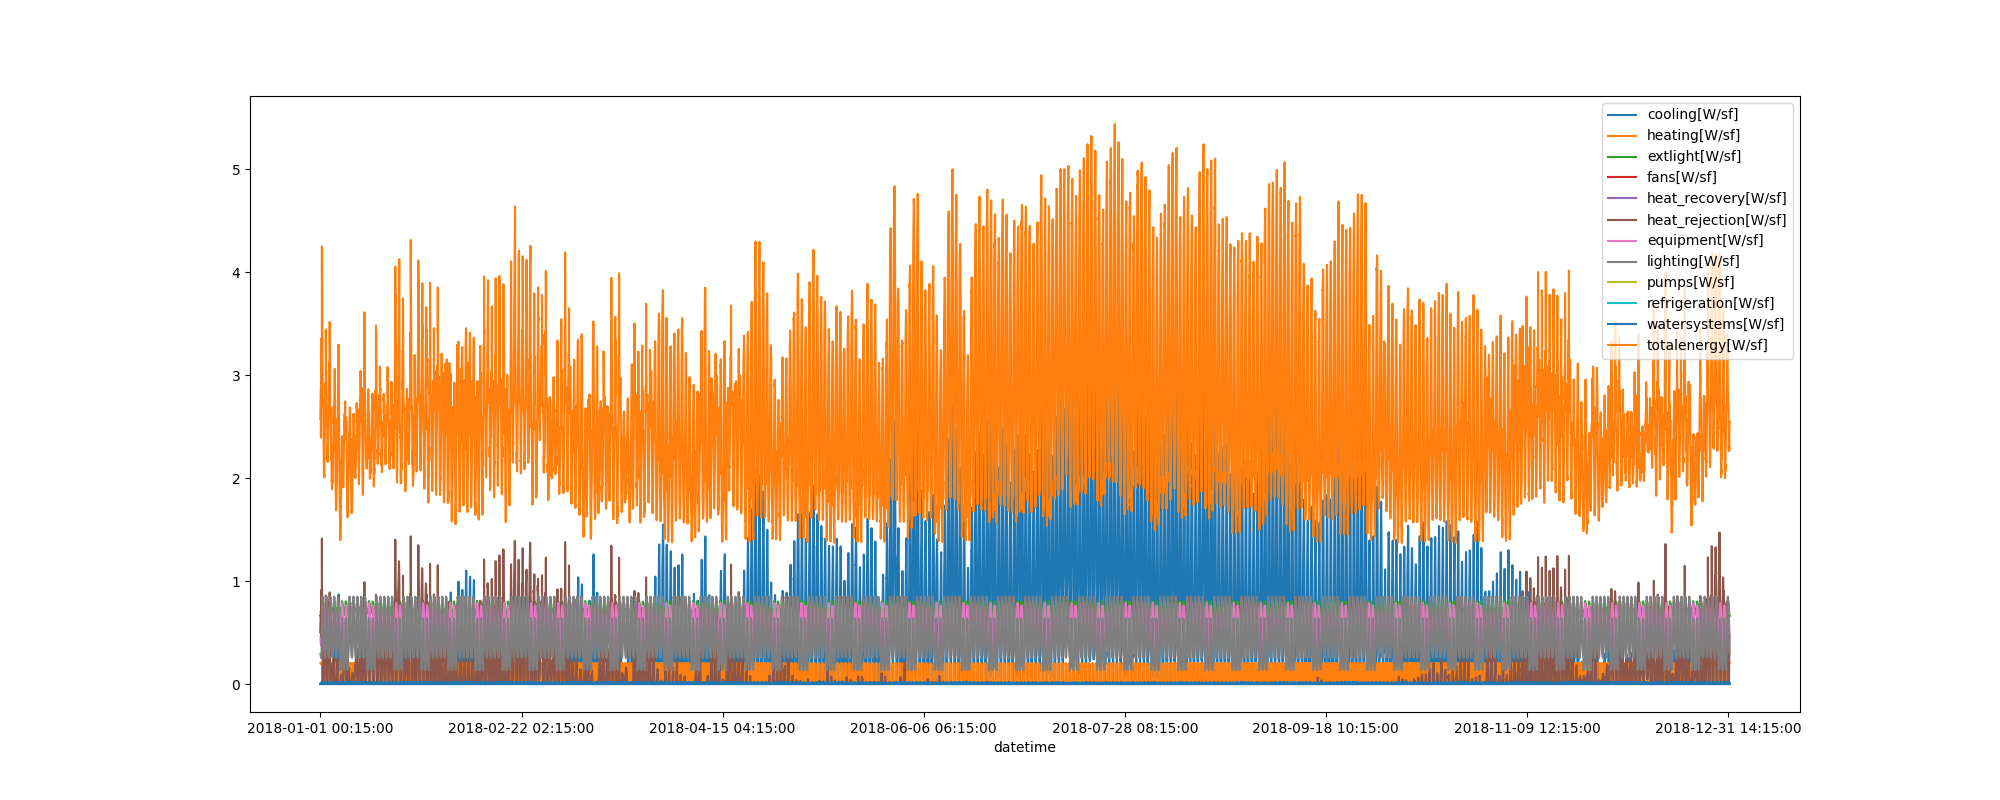 cooling[W/sf]
heating[W/sf]
extlight[W/sf]
fans[W/sf]
heat_recovery[W/sf]
heat_rejection[W/sf]
equipment[W/sf]
lighting[W/sf]
pumps[W/sf]
refrigeration[W/sf]
watersystems[W/sf]
totalenergy[W/sf]
5
4
3
2
1
0
2018-01-01 00:15:00 2018-02-22 02:15:00 2018-04-15 04:15:00 2018-06-06 06:15:00 2018-07-28 08:15:00 2018-09-18 10:15:00 2018-11-09 12:15:00 2018-12-31 14:15:00
datetime